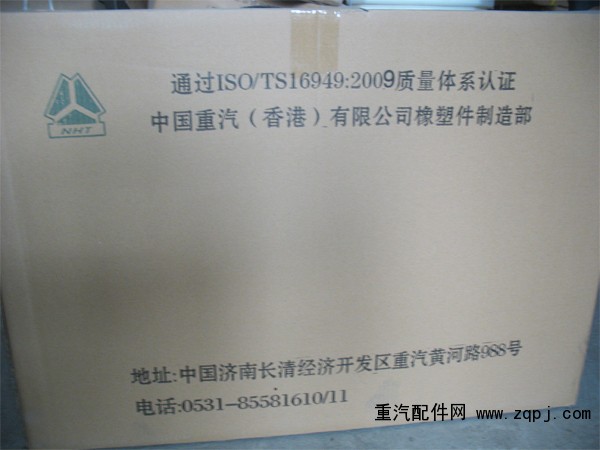 通过ISO/TS16949:2009质量体系认证
NHT
中国重汽（香港）有限公司橡塑件制造部
地址:中国济南长清经济开发区重汽黄河路988号
电话:0531-85581610/11
重汽配件网 www.zqpj.com